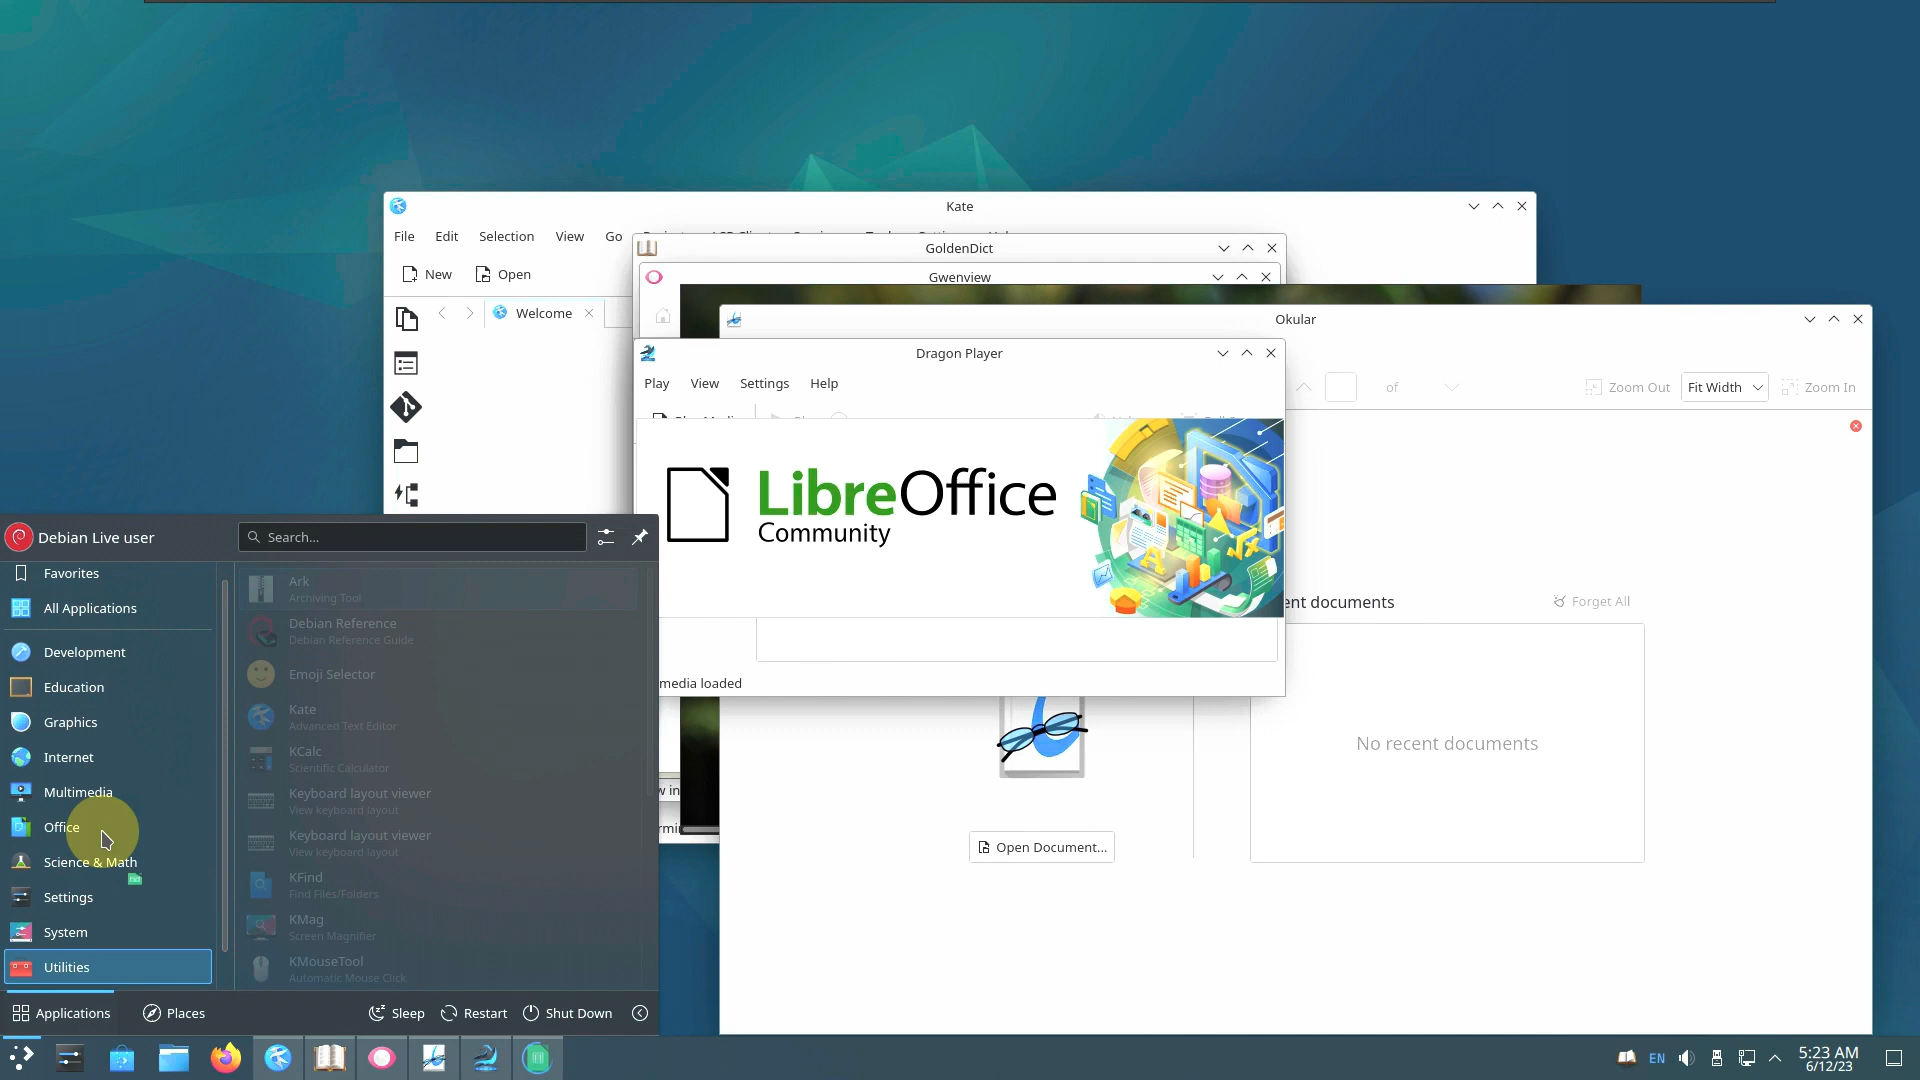 Kate
File Edit Selection View Go
GoldenDict
New Open
Gwenview
Welcome
Okular
Dragon Player
Play View Settings Help
of
Zoom Out Fit Width Zoom In
LibreOffice
Community
Debian Live user
Search...
Favorites
All Applications
Development
Education
Graphics
Internet
Multimedia
Office
Science & Math
Settings
System
Utilities
Ark
Archiving Tool
Debian Reference
Debian Reference Guide
Emoji Selector
Kate
Advanced Text Editor
KCalc
Scientific Calculator
Keyboard layout viewer
View keyboard layout
Keyboard layout viewer
View keyboard layout
KFind
Find Files/Folders
KMag
Screen Magnifier
KMouseTool
Automatic Mouse Click
media loaded
documents
Forget All
No recent documents
Open Document...
Applications Places Sleep Restart Shut Down
EN
5:23 AM
6/12/23